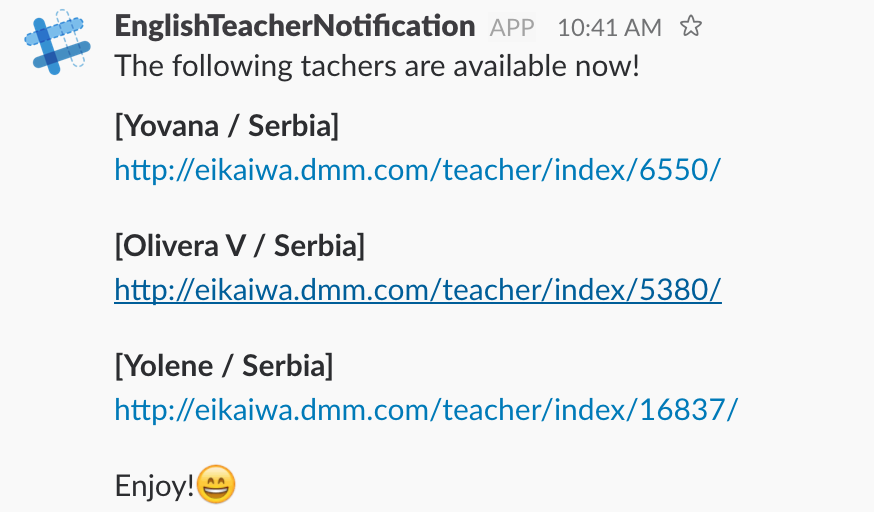 EnglishTeacherNotification APP 10:41 AM
The following tachers are available now!
[Yovana / Serbia]
http://eikaiwa.dmm.com/teacher/index/6550/
[Olivera V / Serbia]
http://eikaiwa.dmm.com/teacher/index/5380/
[Yolene / Serbia]
http://eikaiwa.dmm.com/teacher/index/16837/
Enjoy!😄